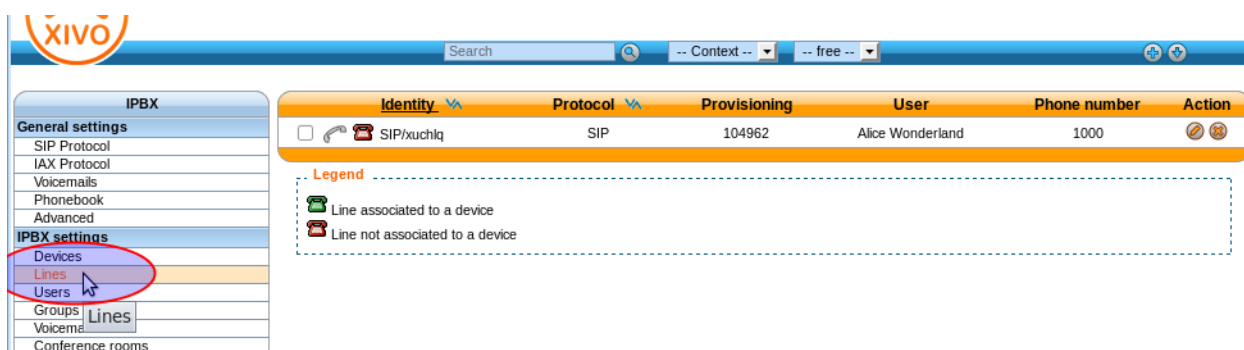 XIVO
Search
-- Context --
-- free --
IPBX
General settings
SIP Protocol
IAX Protocol
Voicemails
Phonebook
Advanced
IPBX settings
Devices
Lines
Users
Groups
Lines
Voicema
Conference rooms
Identity Protocol Provisioning User Phone number Action
SIP/xuchlq SIP 104962 Alice Wonderland 1000
Legend
Line associated to a device
Line not associated to a device